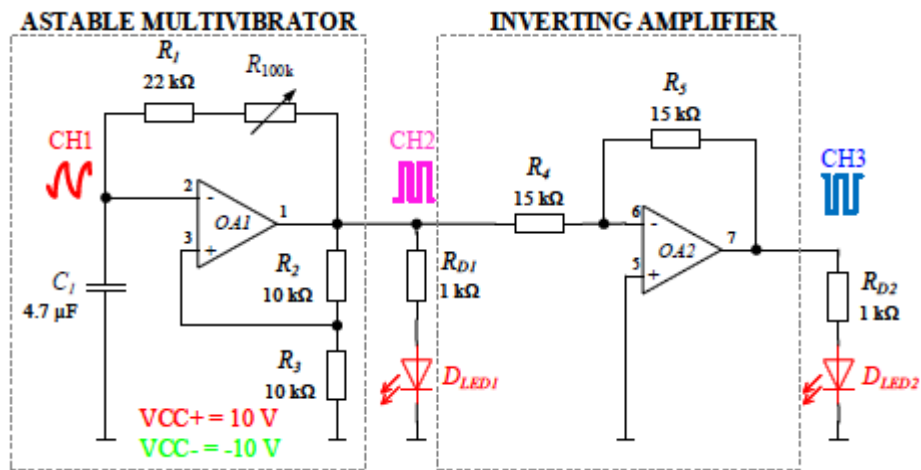 ASTABLE MULTIVIBRATOR
INVERTING AMPLIFIER
R1
22 kΩ
R100k
CH1
CH2
CH3
2
-
3
+
OA1
1
C1
4.7 µF
R2
10 kΩ
R3
10 kΩ
VCC+ = 10 V
VCC- = -10 V
RD1
1 kΩ
DLED1
R4
15 kΩ
R5
15 kΩ
6
-
5
+
OA2
7
RD2
1 kΩ
DLED2